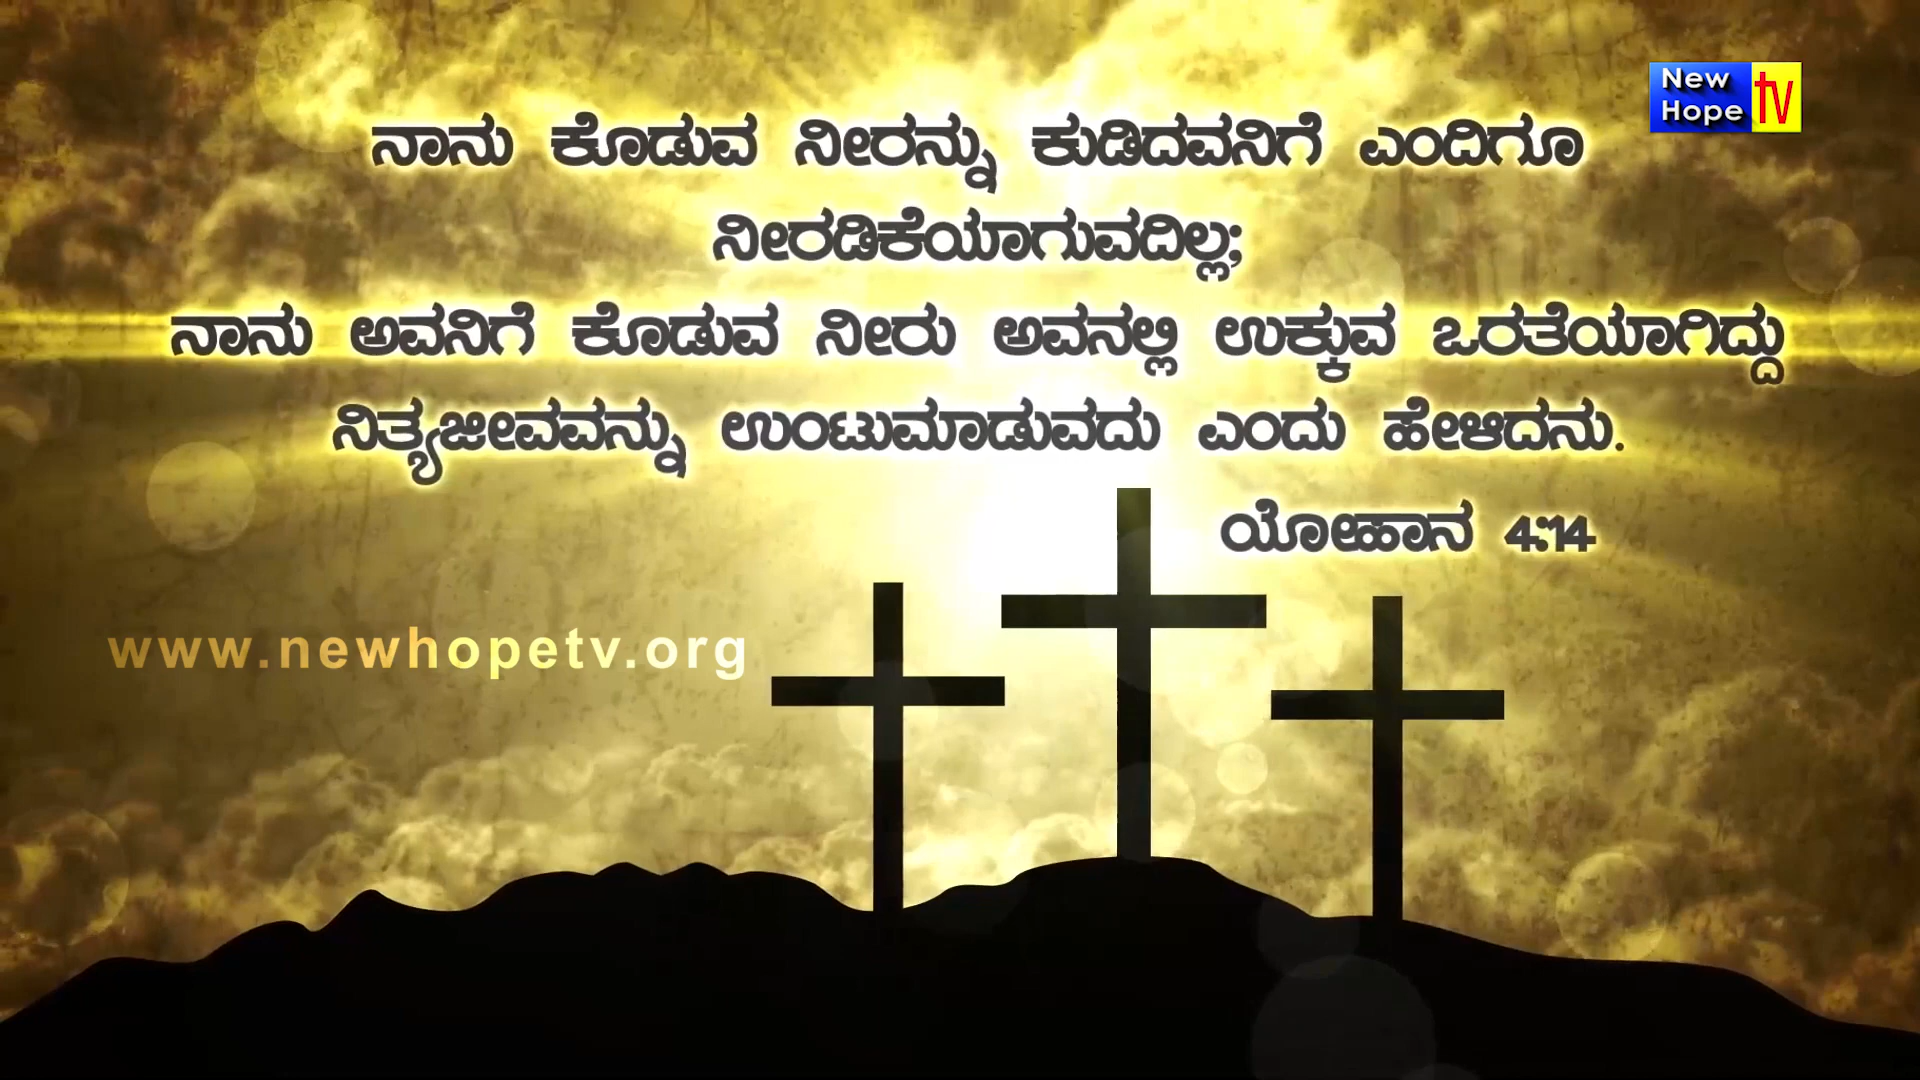 New
Hope
TV
ನಾನು ಕೊಡುವ ನೀರನ್ನು ಕುಡಿದವನಿಗೆ ಎಂದಿಗೂ
ನೀರಡಿಕೆಯಾಗುವದಿಲ್ಲ;
ನಾನು ಅವನಿಗೆ ಕೊಡುವ ನೀರು ಅವನಲ್ಲಿ ಉಕ್ಕುವ ಒರತೆಯಾಗಿದ್ದು
ನಿತ್ಯಜೀವವನ್ನು ಉಂಟುಮಾಡುವದು ಎಂದು ಹೇಳಿದನು.
ಯೋಹಾನ 4:14
www.newhopetv.org